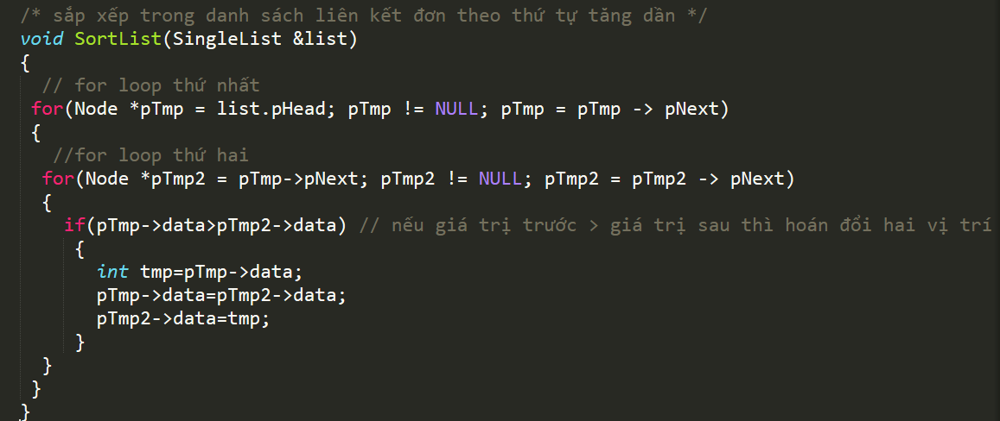 /* sắp xếp trong danh sách liên kết đơn theo thứ tự tăng dần */
void SortList(SingleList &list)
{
// for loop thứ nhất
for(Node *pTmp = list.pHead; pTmp != NULL; pTmp = pTmp -> pNext)
{
//for loop thứ hai
for(Node *pTmp2 = pTmp->pNext; pTmp2 != NULL; pTmp2 = pTmp2 -> pNext)
{
if(pTmp->data>pTmp2->data) // nếu giá trị trước > giá trị sau thì hoán đổi hai vị trí
{
int tmp=pTmp->data;
pTmp->data=pTmp2->data;
pTmp2->data=tmp;
}
}
}
}